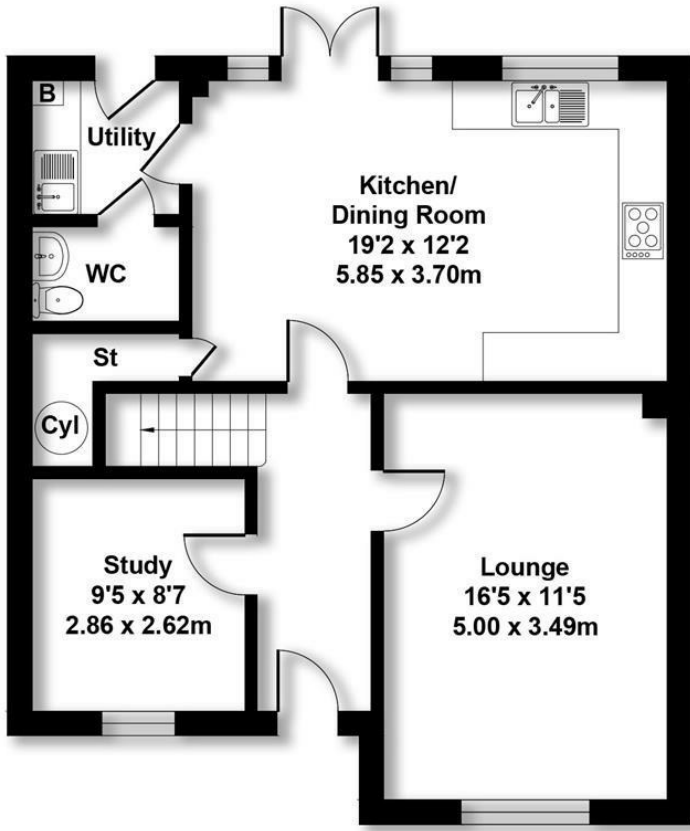 B
Utility
Kitchen/
Dining Room
19'2 x 12'2
5.85 x 3.70m
WC
St
Cyl
Study
9'5 x 8'7
2.86 x 2.62m
Lounge
16'5 x 11'5
5.00 x 3.49m